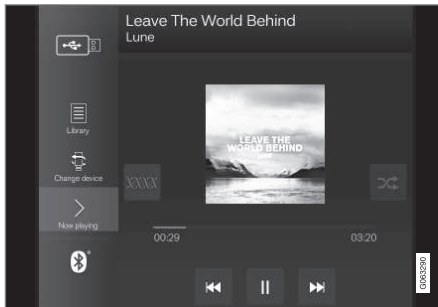 Leave The World Behind
Lune
Library
Change device
Now playing
LEAVE THE
WORLD BEHIND
LUNE
XXXX
00:29
03:20
G063290